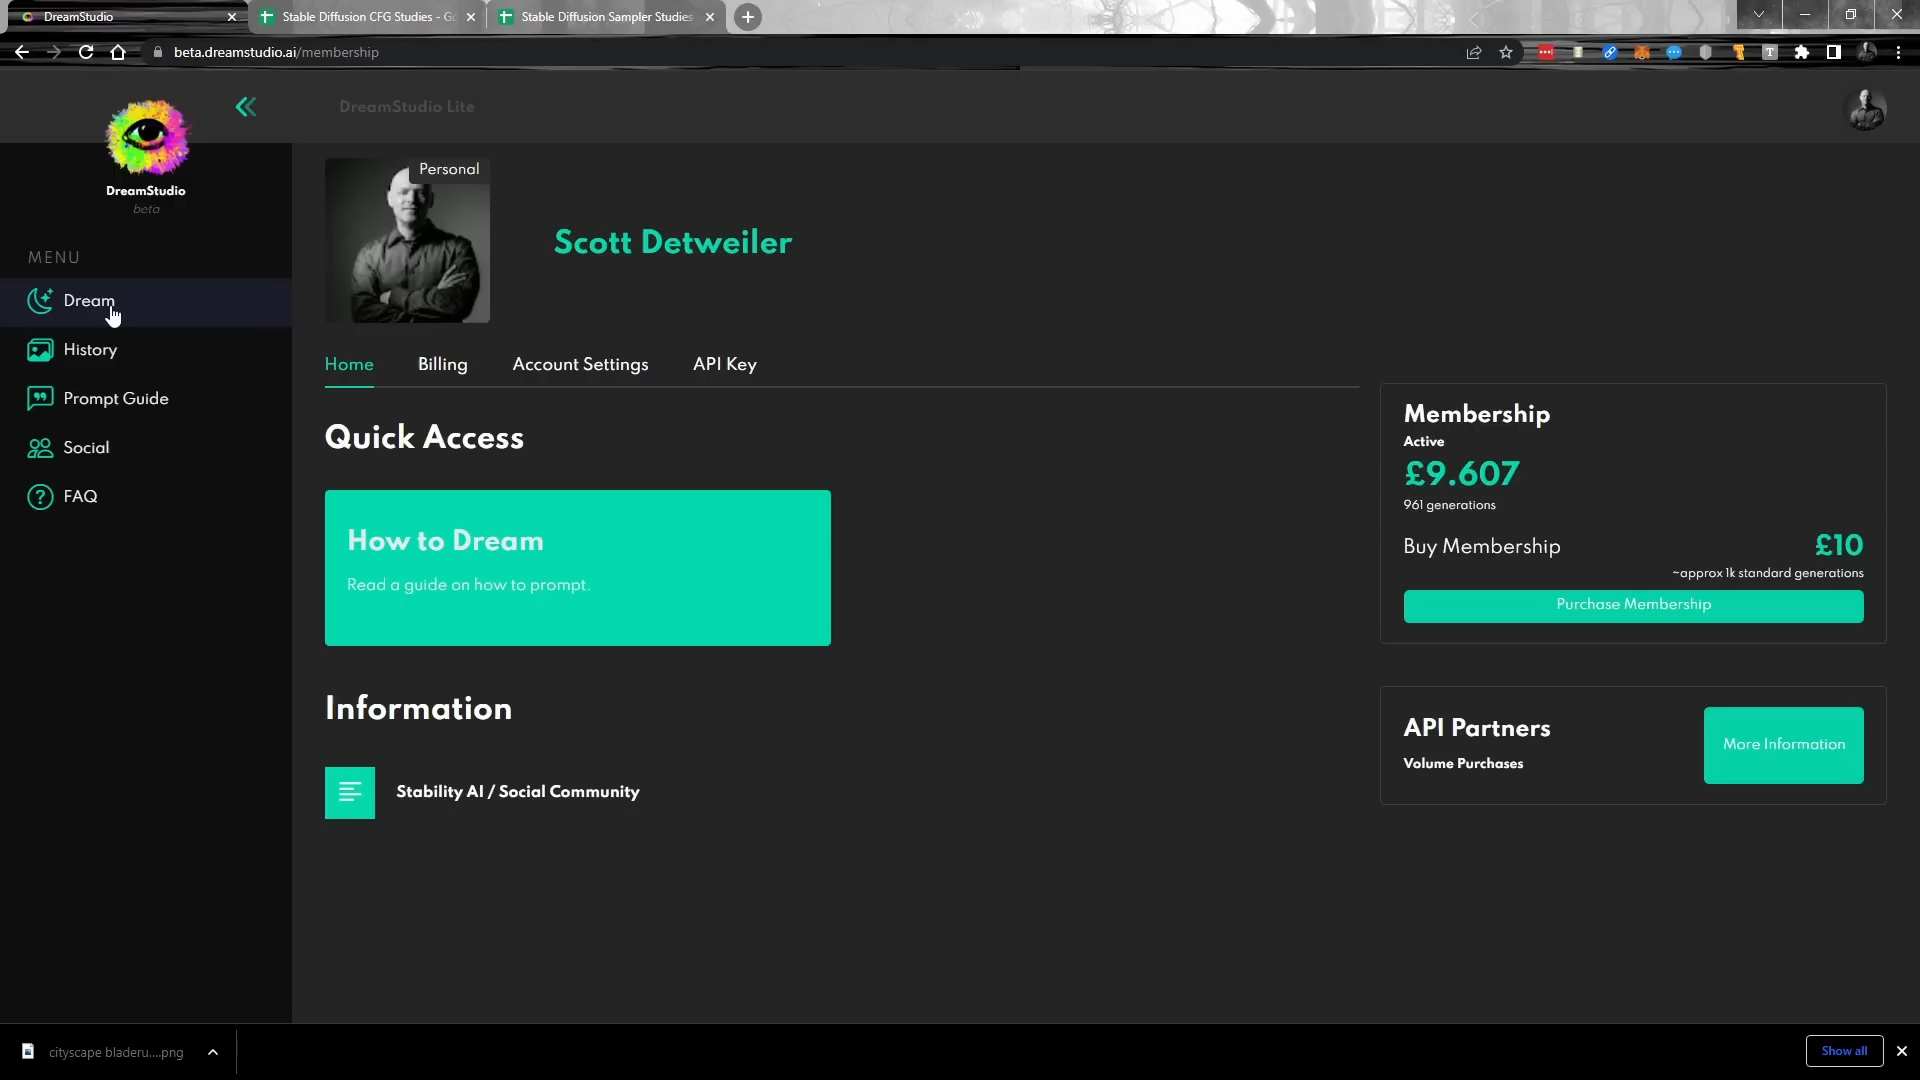 DreamStudio
Stable Diffusion CFG Studies - Go
Stable Diffusion Sampler Studies
beta.dreamstudio.ai/membership
DreamStudio Lite
DreamStudio
beta
MENU
Dream
History
Prompt Guide
Social
FAQ
Personal
Scott Detweiler
Home
Billing
Account Settings
API Key
Quick Access
How to Dream
Read a guide on how to prompt.
Information
Stability AI / Social Community
Membership
Active
£9.607
961 generations
Buy Membership
£10
~approx 1k standard generations
Purchase Membership
API Partners
Volume Purchases
More Information
cityscape bladeru....png
Show all